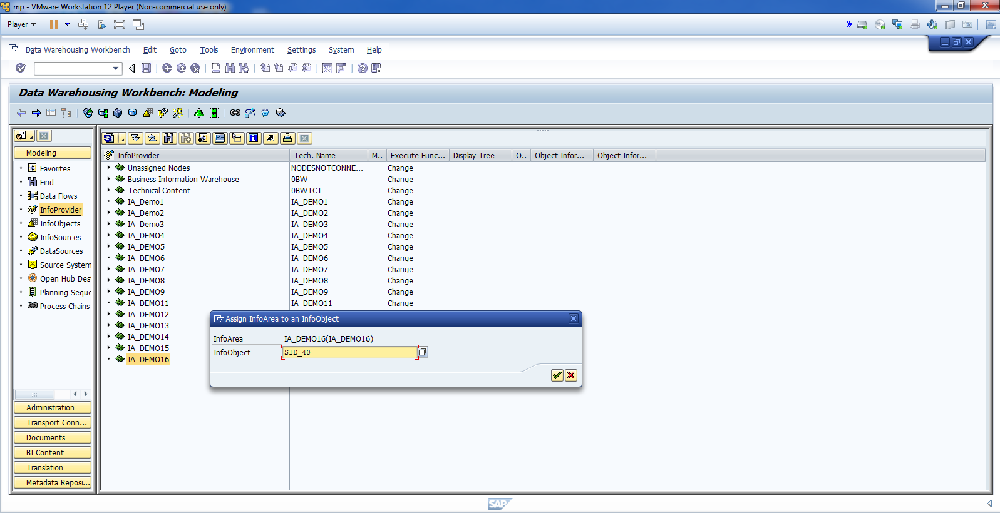 mp - VMware Workstation 12 Player (Non-commercial use only)
Player
Data Warehousing Workbench Edit Goto Tools Environment Settings System Help
Data Warehousing Workbench: Modeling
Modeling
Favorites
Find
Data Flows
InfoProvider
InfoObjects
InfoSources
DataSources
Source System
Open Hub Dest
Planning Seque
Process Chains
Administration
Transport Conn...
Documents
BI Content
Translation
Metadata Reposi...
InfoProvider Tech. Name M.. Execute Func... Display Tree O.. Object Infor... Object Infor...
Unassigned Nodes NODESNOTCONNE... Change
Business Information Warehouse 0BW Change
Technical Content 0BWTCT Change
IA_Demo1 IA_DEMO1 Change
IA_Demo2 IA_DEMO2 Change
IA_Demo3 IA_DEMO3 Change
IA_DEMO4 IA_DEMO4 Change
IA_DEMO5 IA_DEMO5 Change
IA_DEMO6 IA_DEMO6 Change
IA_DEMO7 IA_DEMO7 Change
IA_DEMO8 IA_DEMO8 Change
IA_DEMO9 IA_DEMO9 Change
IA_DEMO11 IA_DEMO11 Change
IA_DEMO12
IA_DEMO13
IA_DEMO14
IA_DEMO15
IA_DEMO16
Assign InfoArea to an InfoObject
InfoArea IA_DEMO16(IA_DEMO16)
InfoObject SID_40
SAP